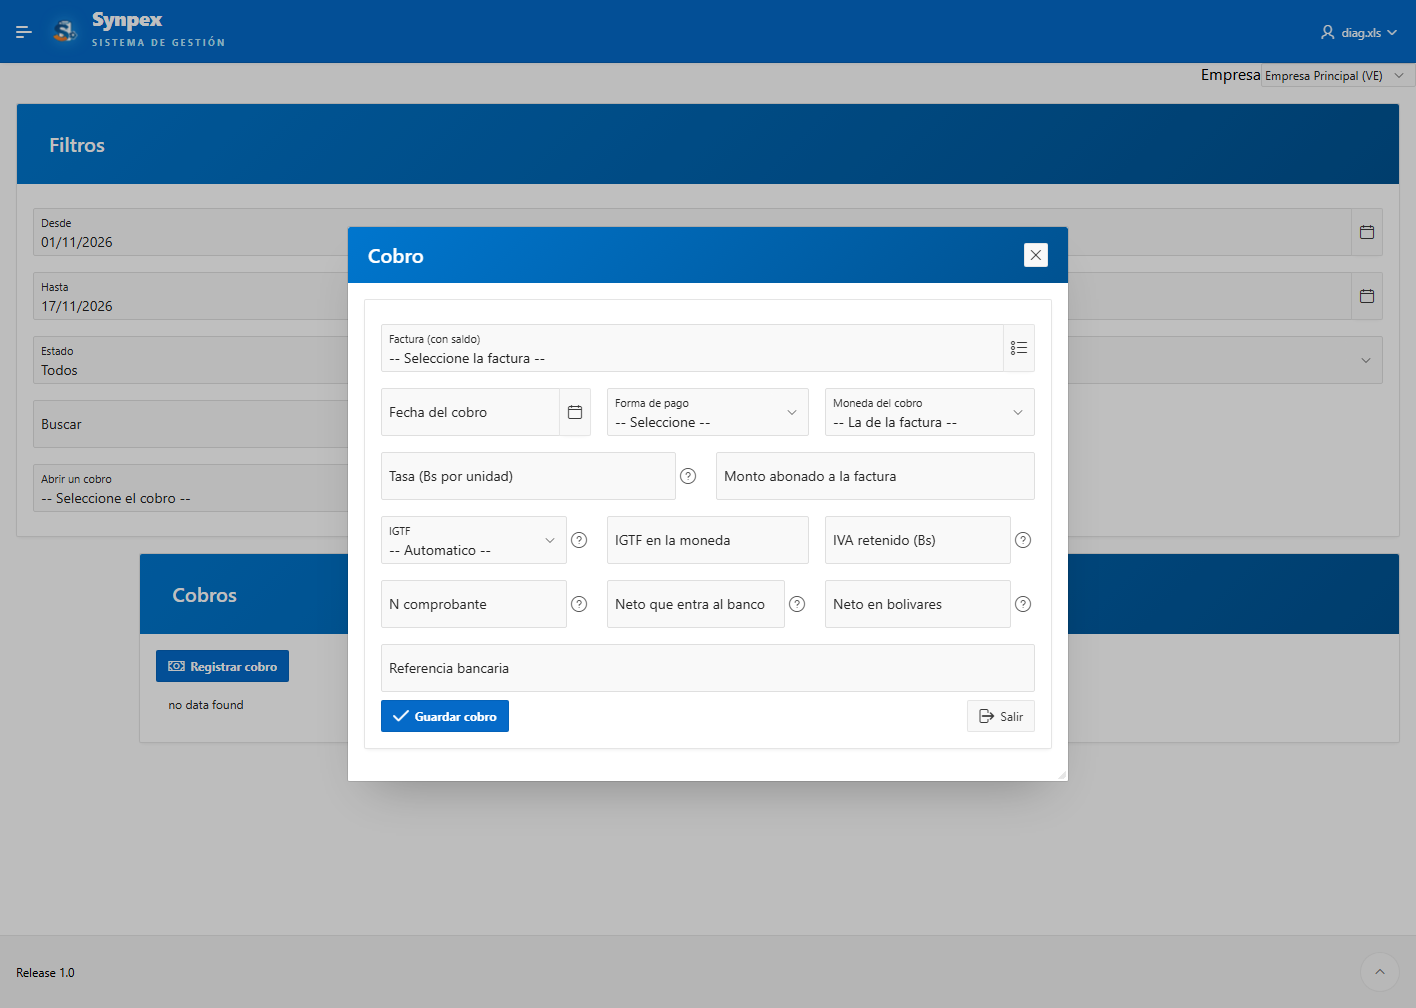 Synpex
SISTEMA DE GESTIÓN
diag.xls
Empresa Empresa Principal (VE)
Filtros
Desde
01/11/2026
Hasta
17/11/2026
Estado
Todos
Buscar
Abrir un cobro
-- Seleccione el cobro --
Cobros
Registrar cobro
no data found
Cobro
Factura (con saldo)
-- Seleccione la factura --
Fecha del cobro
Forma de pago
-- Seleccione --
Moneda del cobro
-- La de la factura --
Tasa (Bs por unidad)
Monto abonado a la factura
IGTF
-- Automatico --
IGTF en la moneda
IVA retenido (Bs)
N comprobante
Neto que entra al banco
Neto en bolivares
Referencia bancaria
Guardar cobro
Salir
Release 1.0